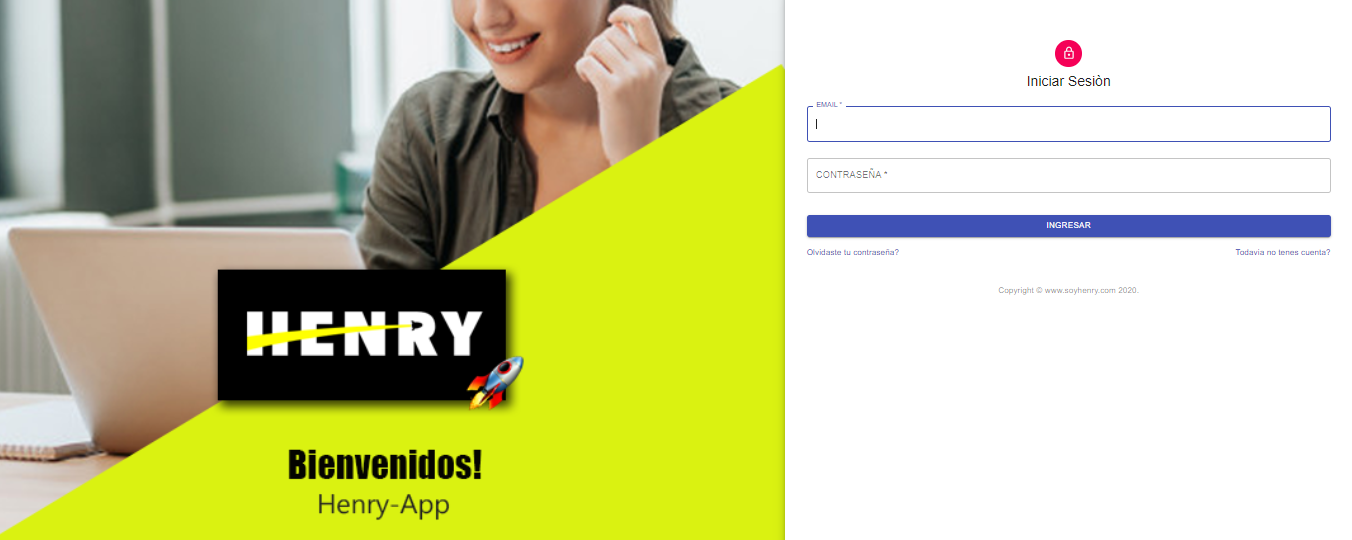 HENRY
Bienvenidos!
Henry-App
Iniciar Sesiòn
EMAIL *
CONTRASEÑA *
INGRESAR
Olvidaste tu contraseña?
Todavia no tenes cuenta?
Copyright © www.soyhenry.com 2020.